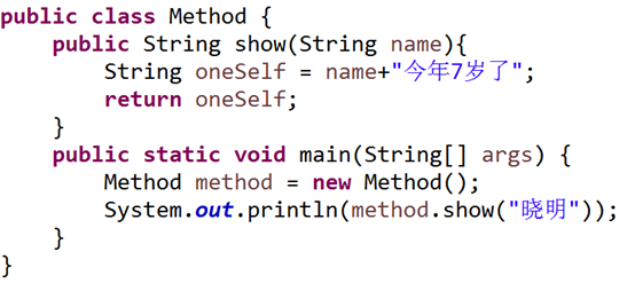 public class Method {
    public String show(String name){
        String oneSelf = name+"今年7岁了";
        return oneSelf;
    }
    public static void main(String[] args) {
        Method method = new Method();
        System.out.println(method.show("晓明"));
    }
}